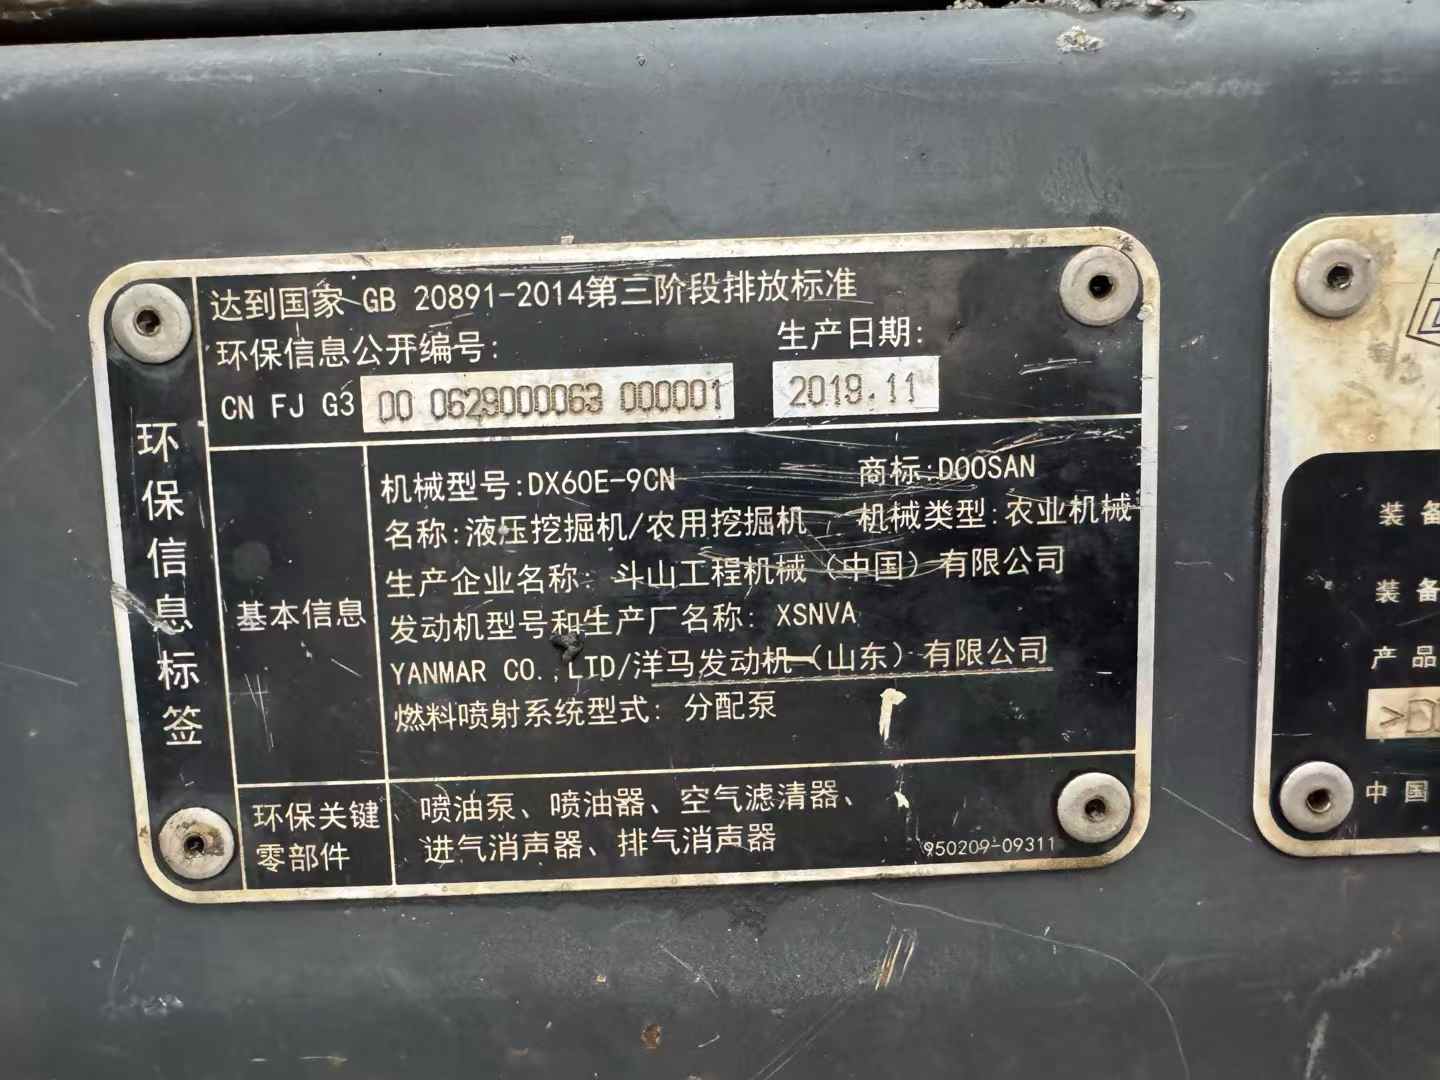 达到国家 GB 20891-2014第三阶段排放标准
环保信息公开编号:
生产日期:
CN FJ G3 00 0629000063 000001
2019.11
环保信息标签
基本信息
机械型号:DX60E-9CN
商标:DOOSAN
名称:液压挖掘机/农用挖掘机
机械类型:农业机械
生产企业名称: 斗山工程机械（中国）有限公司
发动机型号和生产厂名称: XSNVA
YANMAR CO.,LTD/洋马发动机（山东）有限公司
燃料喷射系统型式: 分配泵
环保关键
零部件
喷油泵、喷油器、空气滤清器、
进气消声器、排气消声器
950209-09311
装备
装备
产品
中国